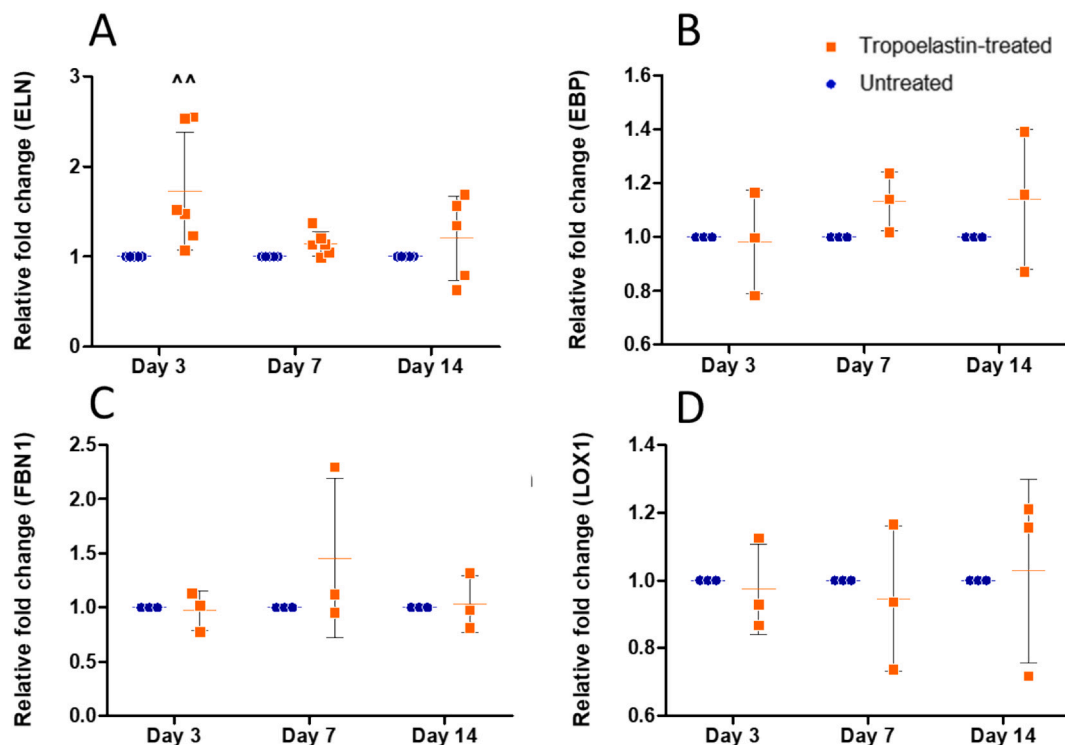 A
B
Tropoelastin-treated
Untreated
^^
Relative fold change (ELN)
3
2
1
0
Day 3 Day 7 Day 14
Relative fold change (EBP)
1.6
1.4
1.2
1.0
0.8
0.6
Day 3 Day 7 Day 14
C
D
Relative fold change (FBN1)
2.5
2.0
1.5
1.0
0.5
0.0
Day 3 Day 7 Day 14
Relative fold change (LOX1)
1.4
1.2
1.0
0.8
0.6
Day 3 Day 7 Day 14